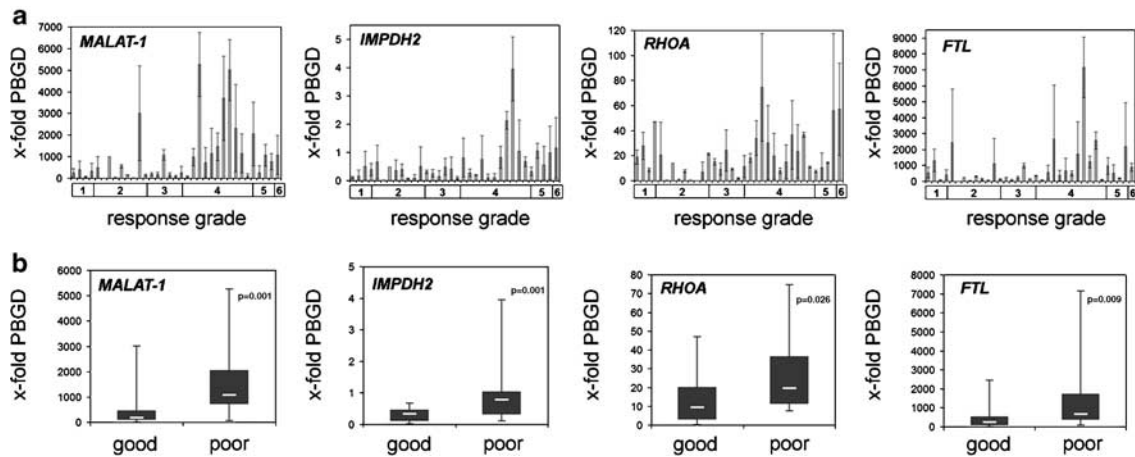 a
MALAT-1
IMPDH2
RHOA
FTL
x-fold PBGD
7000
6000
5000
4000
3000
2000
1000
0
1 2 3 4 5 6
response grade
x-fold PBGD
5
4
3
2
1
0
1 2 3 4 5 6
response grade
x-fold PBGD
120
100
80
60
40
20
0
1 2 3 4 5 6
response grade
x-fold PBGD
9000
8000
7000
6000
5000
4000
3000
2000
1000
0
1 2 3 4 5 6
response grade
b
MALAT-1
p=0.001
x-fold PBGD
6000
5000
4000
3000
2000
1000
0
good poor
IMPDH2
p=0.001
x-fold PBGD
5
4
3
2
1
0
good poor
RHOA
p=0.026
x-fold PBGD
80
70
60
50
40
30
20
10
0
good poor
FTL
p=0.009
x-fold PBGD
8000
7000
6000
5000
4000
3000
2000
1000
0
good poor